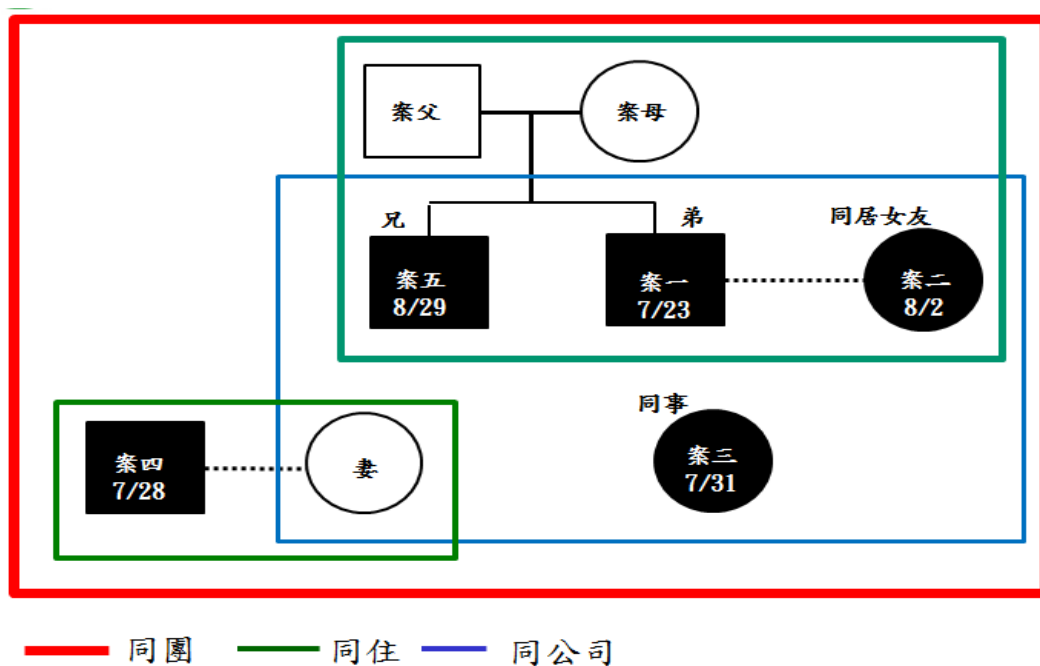 案父
案母
兄
弟
同居女友
案五
8/29
案一
7/23
案二
8/2
同事
案四
7/28
妻
案三
7/31
同團
同住
同公司